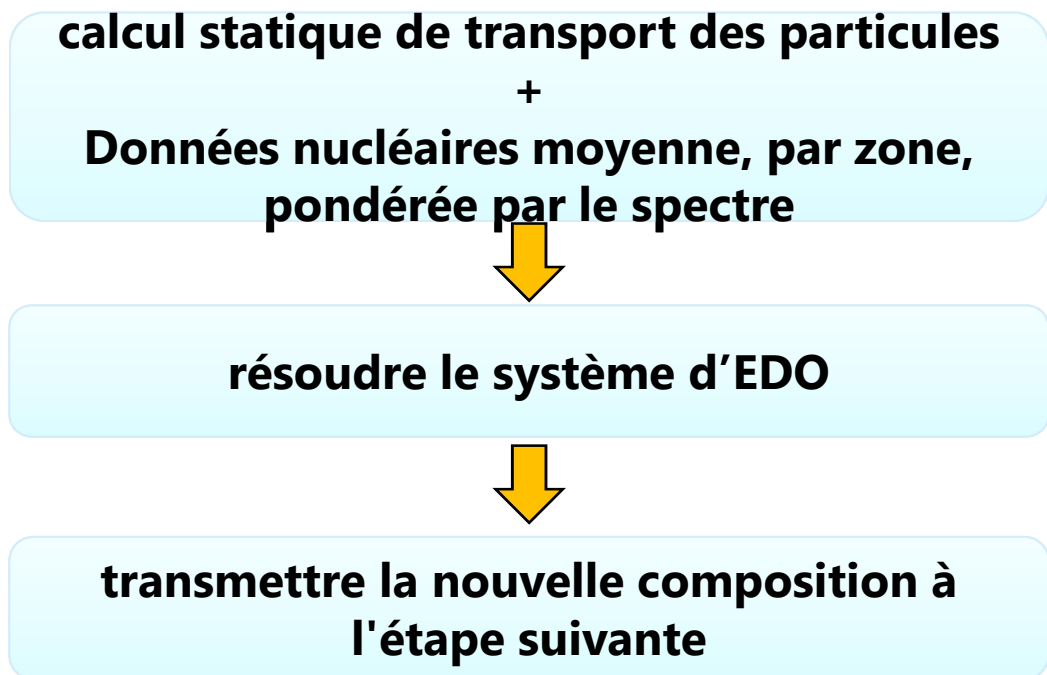 calcul statique de transport des particules
+
Données nucléaires moyenne, par zone,
pondérée par le spectre
résoudre le système d’EDO
transmettre la nouvelle composition à
l'étape suivante